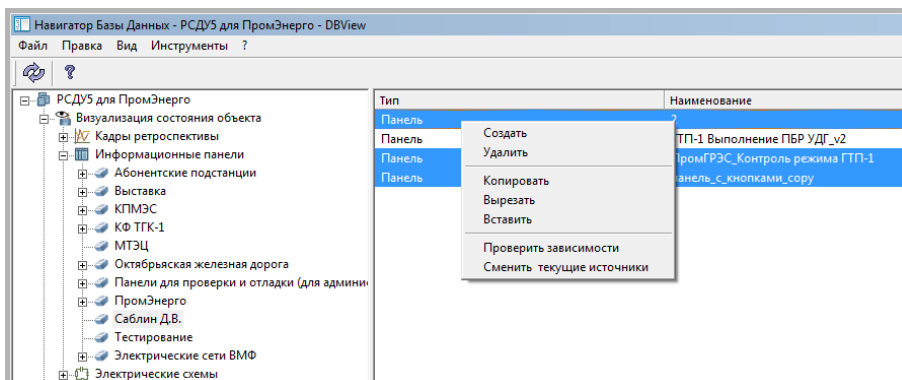 Навигатор Базы Данных - РСДУ5 для ПромЭнерго - DBView
Файл Правка Вид Инструменты ?
РСДУ5 для ПромЭнерго
Визуализация состояния объекта
Кадры ретроспективы
Информационные панели
Абонентские подстанции
Выставка
КПМЭС
КФ ТГК-1
МТЭЦ
Октябрьяская железная дорога
Панели для проверки и отладки (для админи
ПромЭнерго
Саблин Д.В.
Тестирование
Электрические сети ВМФ
Электрические схемы
Тип Наименование
Панель 2
Панель ГТП-1 Выполнение ПБР УДГ_v2
Панель ПромГРЭС_Контроль режима ГТП-1
Панель панель_с_кнопками_copy
Создать
Удалить
Копировать
Вырезать
Вставить
Проверить зависимости
Сменить текущие источники